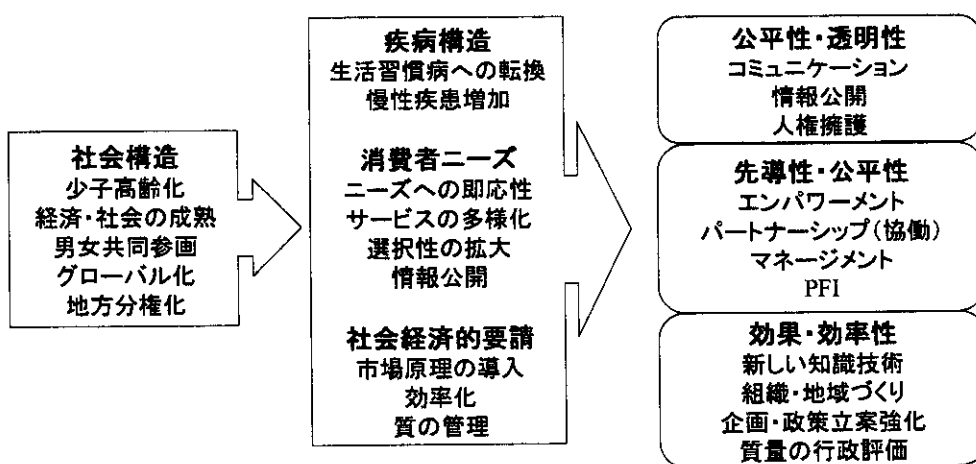 社会構造
少子高齢化
経済・社会の成熟
男女共同参画
グローバル化
地方分権化
疾病構造
生活習慣病への転換
慢性疾患増加
消費者ニーズ
ニーズへの即応性
サービスの多様化
選択性の拡大
情報公開
社会経済的要請
市場原理の導入
効率化
質の管理
公平性・透明性
コミュニケーション
情報公開
人権擁護
先導性・公平性
エンパワーメント
パートナーシップ(協働)
マネージメント
PFI
効果・効率性
新しい知識技術
組織・地域づくり
企画・政策立案強化
質量の行政評価